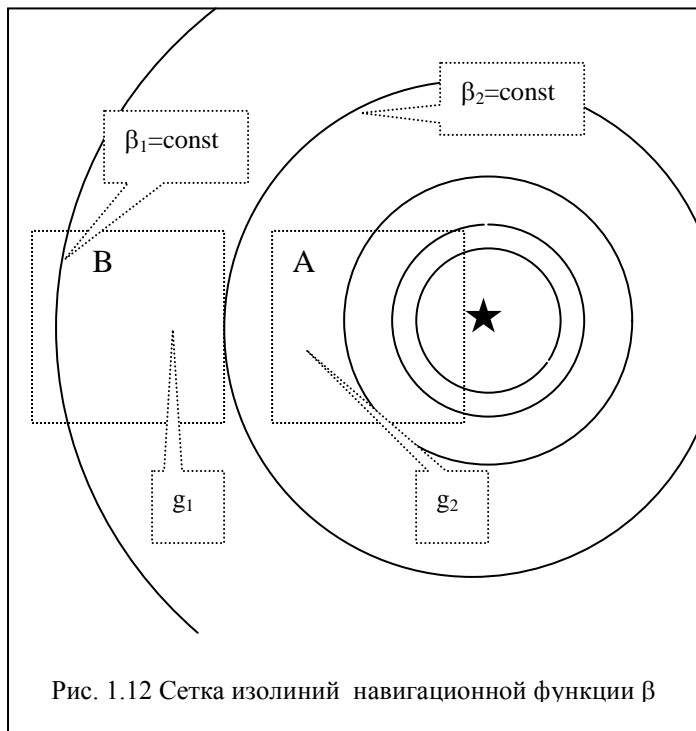 β₂=const
β₁=const
B
A
g₁
g₂
Рис. 1.12 Сетка изолиний навигационной функции β